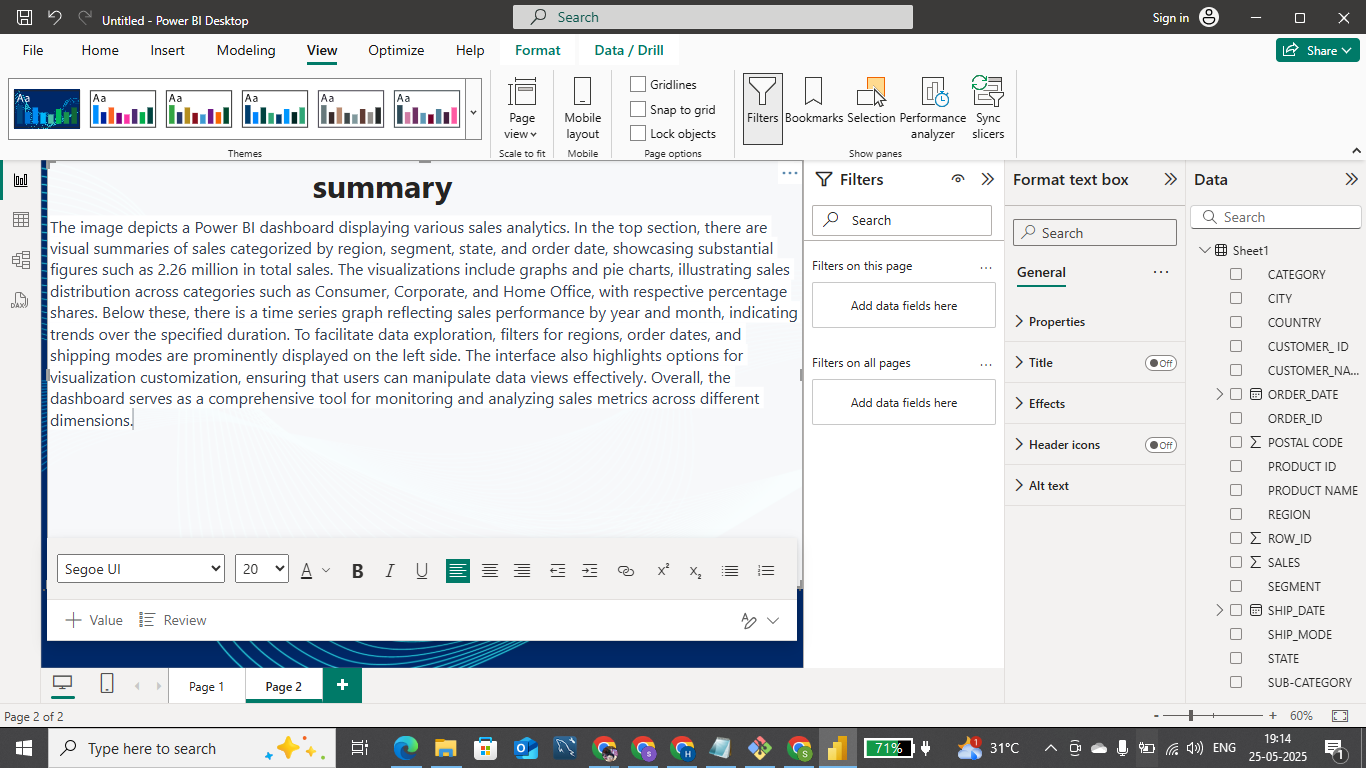 Untitled - Power BI Desktop
Search
Sign in
File Home Insert Modeling View Optimize Help Format Data / Drill
Share
Aa Aa Aa Aa Aa Aa
Page view
Mobile layout
Gridlines
Snap to grid
Lock objects
Filters
Bookmarks
Selection
Performance analyzer
Sync slicers
Themes
Scale to fit
Mobile
Page options
Show panes
summary
The image depicts a Power BI dashboard displaying various sales analytics. In the top section, there are
visual summaries of sales categorized by region, segment, state, and order date, showcasing substantial
figures such as 2.26 million in total sales. The visualizations include graphs and pie charts, illustrating sales
distribution across categories such as Consumer, Corporate, and Home Office, with respective percentage
shares. Below these, there is a time series graph reflecting sales performance by year and month, indicating
trends over the specified duration. To facilitate data exploration, filters for regions, order dates, and
shipping modes are prominently displayed on the left side. The interface also highlights options for
visualization customization, ensuring that users can manipulate data views effectively. Overall, the
dashboard serves as a comprehensive tool for monitoring and analyzing sales metrics across different
dimensions.
Segoe UI
20
A
B I U
x²
x₂
Value
Review
Filters
Search
Filters on this page
Add data fields here
Filters on all pages
Add data fields here
Format text box
Search
General
Properties
Title
Off
Effects
Header icons
Off
Alt text
Data
Search
Sheet1
CATEGORY
CITY
COUNTRY
CUSTOMER_ ID
CUSTOMER_NA...
ORDER_DATE
ORDER_ID
POSTAL CODE
PRODUCT ID
PRODUCT NAME
REGION
ROW_ID
SALES
SEGMENT
SHIP_DATE
SHIP_MODE
STATE
SUB-CATEGORY
DAX
Page 1
Page 2
Page 2 of 2
60%
Type here to search
71%
31°C
ENG
19:14
25-05-2025
1